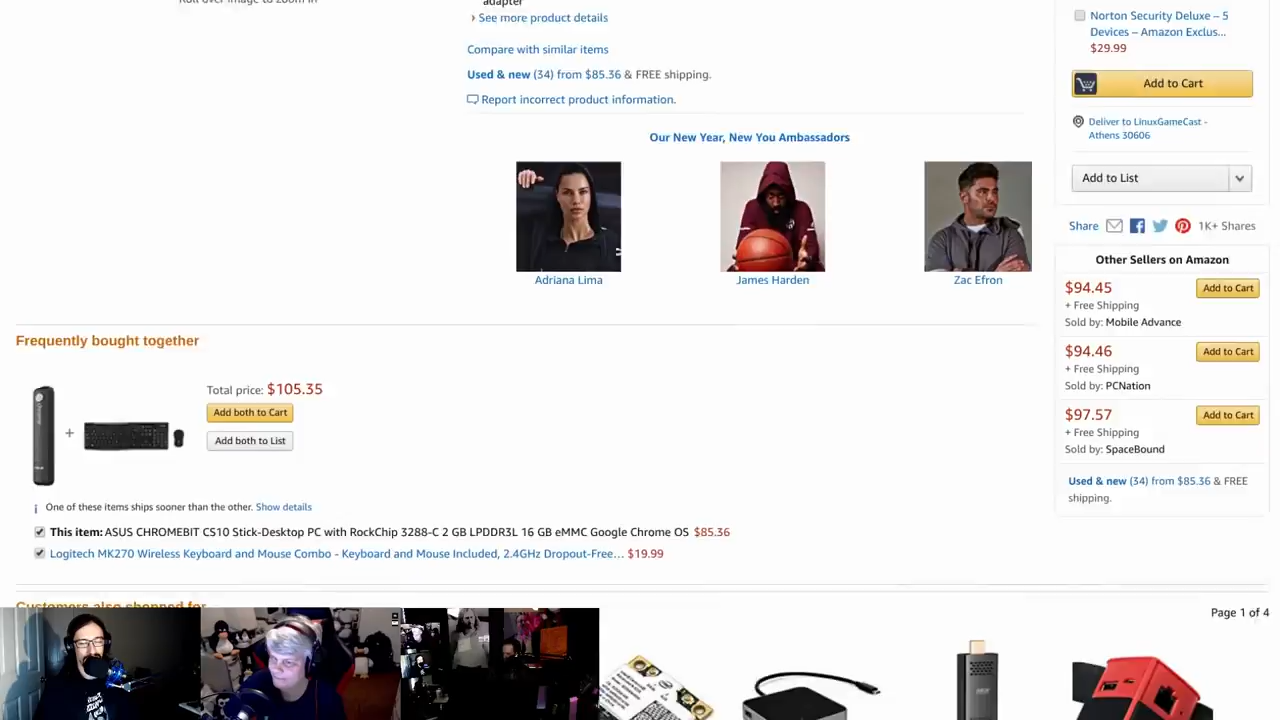 adapter
› See more product details
Compare with similar items
Used & new (34) from $85.36 & FREE shipping.
Report incorrect product information.
Our New Year, New You Ambassadors
Adriana Lima
James Harden
Zac Efron
Norton Security Deluxe – 5
Devices – Amazon Exclus...
$29.99
Add to Cart
Deliver to LinuxGameCast -
Athens 30606
Add to List
Share
1K+ Shares
Other Sellers on Amazon
$94.45
Add to Cart
+ Free Shipping
Sold by: Mobile Advance
$94.46
Add to Cart
+ Free Shipping
Sold by: PCNation
$97.57
Add to Cart
+ Free Shipping
Sold by: SpaceBound
Used & new (34) from $85.36 & FREE
shipping.
Frequently bought together
Total price: $105.35
Add both to Cart
Add both to List
One of these items ships sooner than the other. Show details
This item: ASUS CHROMEBIT CS10 Stick-Desktop PC with RockChip 3288-C 2 GB LPDDR3L 16 GB eMMC Google Chrome OS $85.36
Logitech MK270 Wireless Keyboard and Mouse Combo - Keyboard and Mouse Included, 2.4GHz Dropout-Free... $19.99
Customers also shopped for
Page 1 of 4